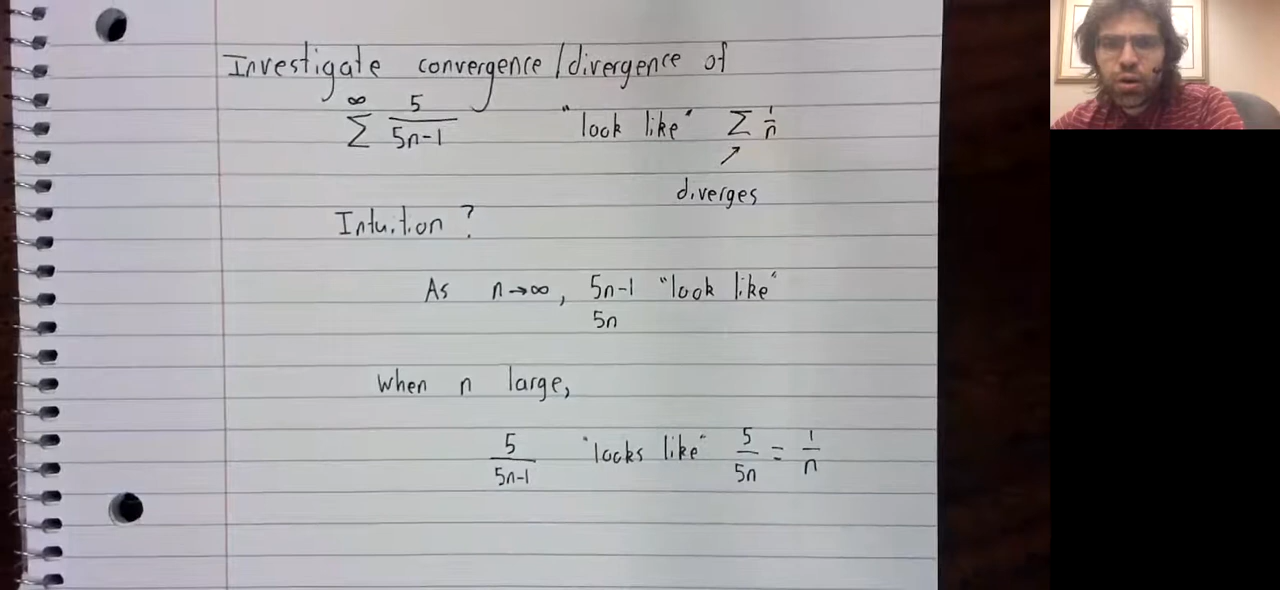 Investigate convergence/divergence of
∞
∑ 5/(5n-1) "look like" ∑ 1/n
↗
diverges
Intuition?
As n→∞, 5n-1 "look like"
5n
When n large,
5/(5n-1) "looks like" 5/5n = 1/n